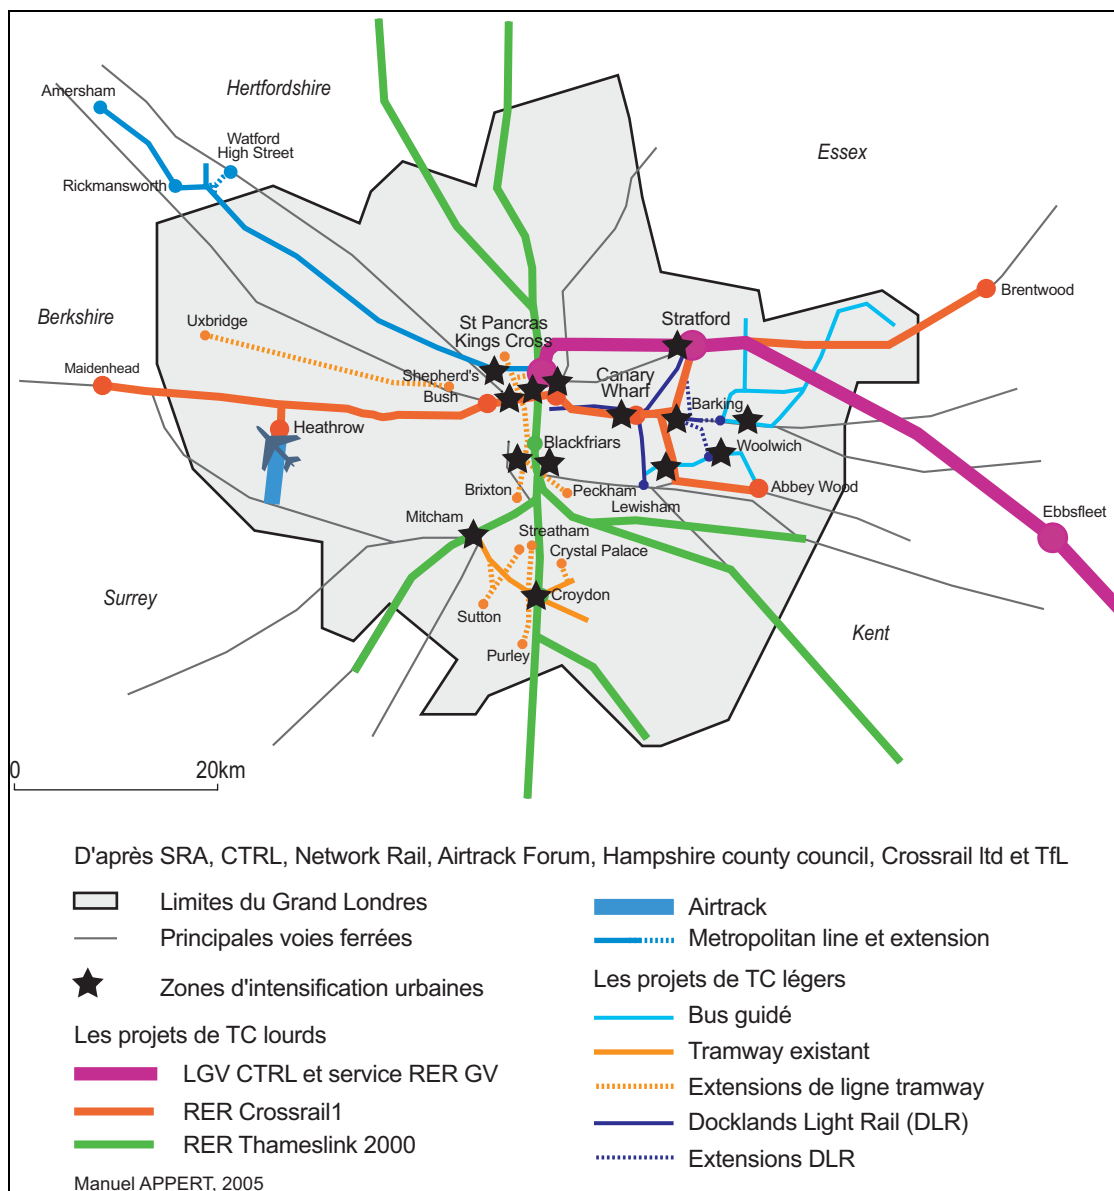 Hertfordshire
Amersham
Watford
High Street
Essex
Rickmansworth
Brentwood
Berkshire
Uxbridge
St Pancras
Kings Cross
Stratford
Maidenhead
Shepherd's
Bush
Canary
Wharf
Barking
Heathrow
Blackfriars
Woolwich
Brixton
Peckham
Abbey Wood
Lewisham
Mitcham
Streatham
Ebbsfleet
Crystal Palace
Surrey
Sutton
Croydon
Kent
Purley
0
20km
D'après SRA, CTRL, Network Rail, Airtrack Forum, Hampshire county council, Crossrail ltd et TfL
Limites du Grand Londres
Principales voies ferrées
Zones d'intensification urbaines
Les projets de TC lourds
LGV CTRL et service RER GV
RER Crossrail1
RER Thameslink 2000
Manuel APPERT, 2005
Airtrack
Metropolitan line et extension
Les projets de TC légers
Bus guidé
Tramway existant
Extensions de ligne tramway
Docklands Light Rail (DLR)
Extensions DLR